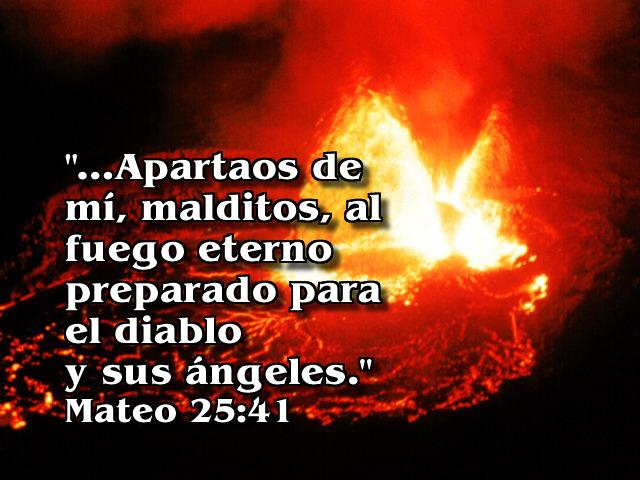 "...Apartaos de
mí, malditos, al
fuego eterno
preparado para
el diablo
y sus ángeles."
Mateo 25:41